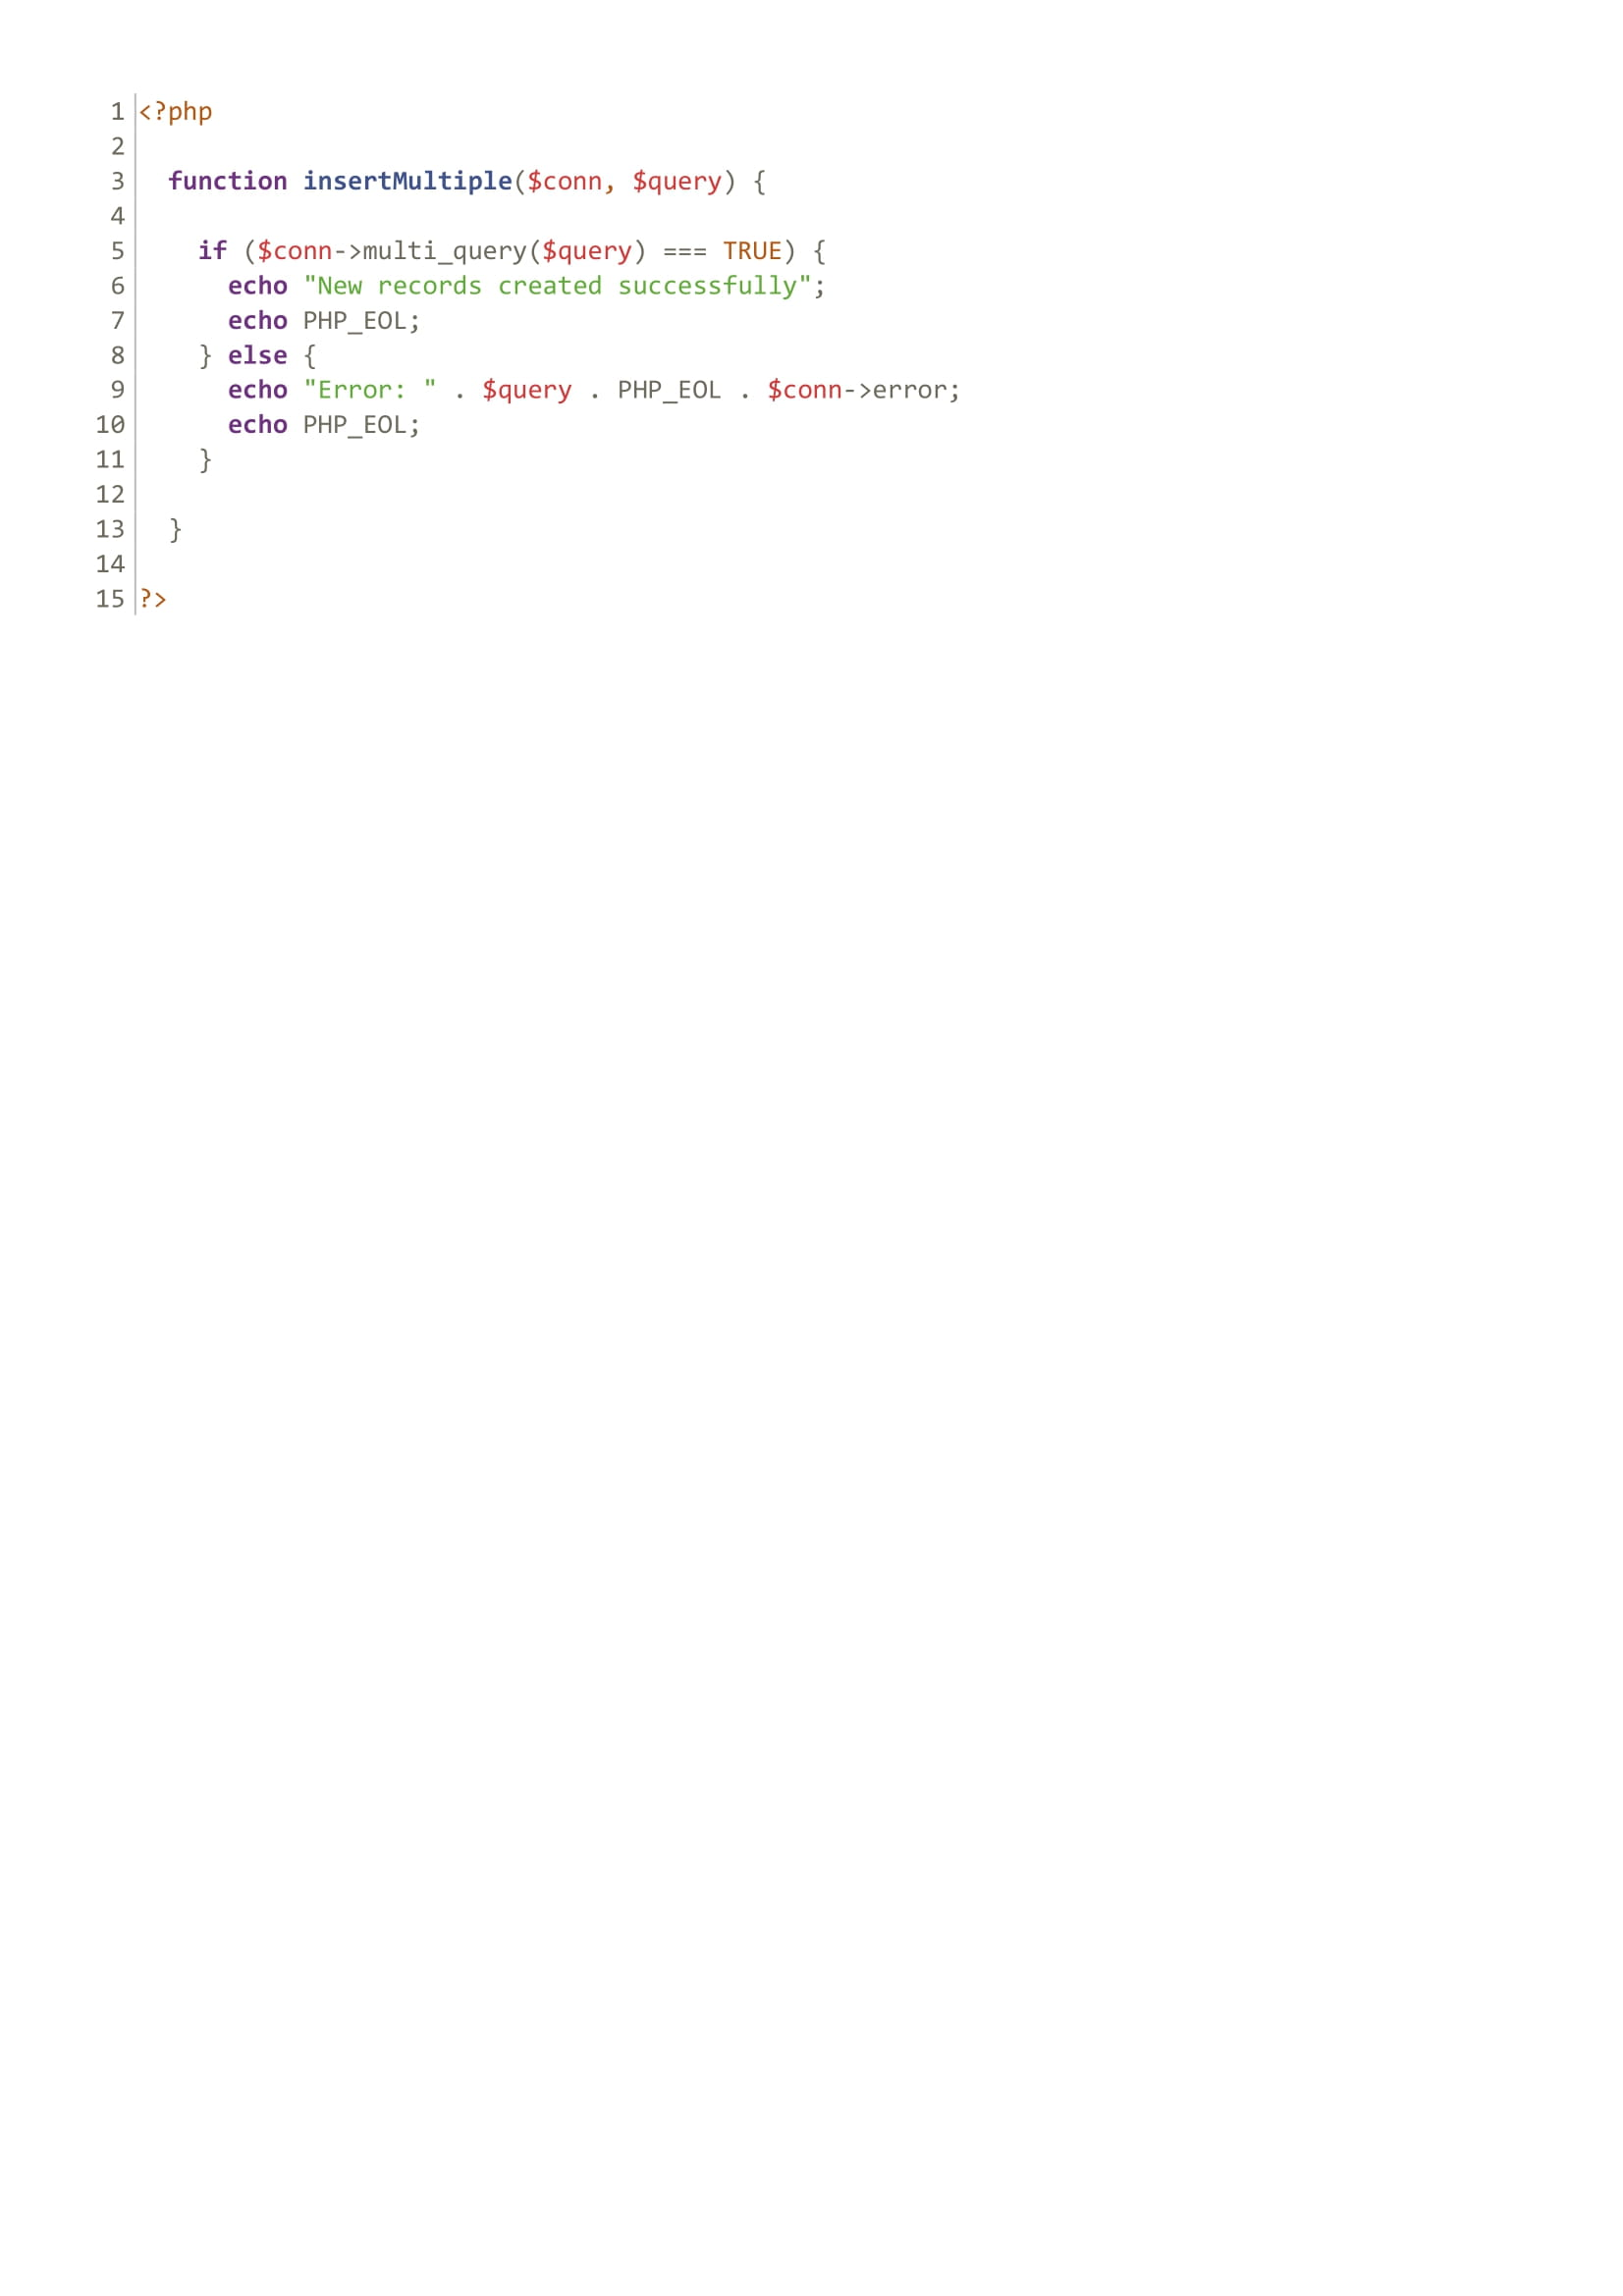 1 <?php
2
3 function insertMultiple($conn, $query) {
4
5 if ($conn->multi_query($query) === TRUE) {
6 echo "New records created successfully";
7 echo PHP_EOL;
8 } else {
9 echo "Error: " . $query . PHP_EOL . $conn->error;
10 echo PHP_EOL;
11 }
12
13 }
14
15 ?>